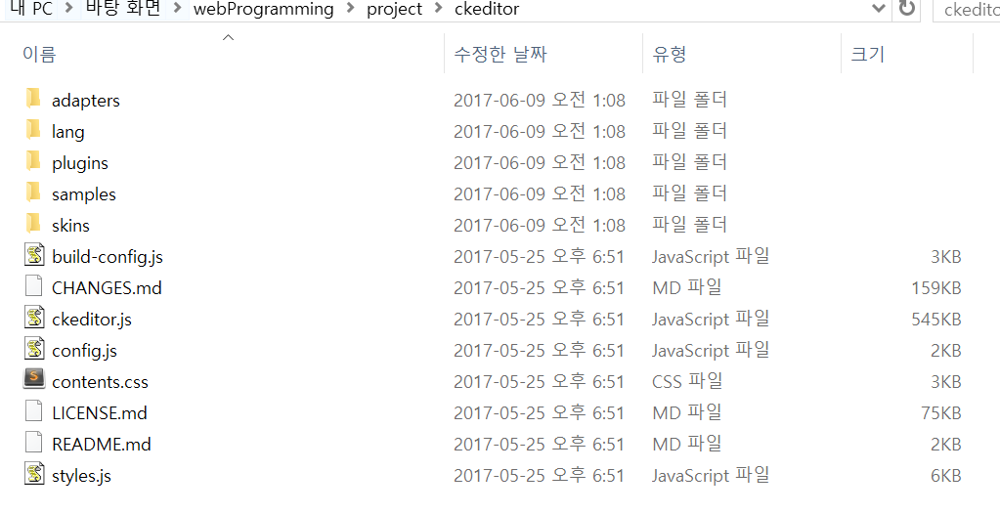 내 PC > 바탕 화면 > webProgramming > project > ckeditor
ckedito
이름 수정한 날짜 유형 크기
adapters 2017-06-09 오전 1:08 파일 폴더
lang 2017-06-09 오전 1:08 파일 폴더
plugins 2017-06-09 오전 1:08 파일 폴더
samples 2017-06-09 오전 1:08 파일 폴더
skins 2017-06-09 오전 1:08 파일 폴더
build-config.js 2017-05-25 오후 6:51 JavaScript 파일 3KB
CHANGES.md 2017-05-25 오후 6:51 MD 파일 159KB
ckeditor.js 2017-05-25 오후 6:51 JavaScript 파일 545KB
config.js 2017-05-25 오후 6:51 JavaScript 파일 2KB
contents.css 2017-05-25 오후 6:51 CSS 파일 3KB
LICENSE.md 2017-05-25 오후 6:51 MD 파일 75KB
README.md 2017-05-25 오후 6:51 MD 파일 2KB
styles.js 2017-05-25 오후 6:51 JavaScript 파일 6KB